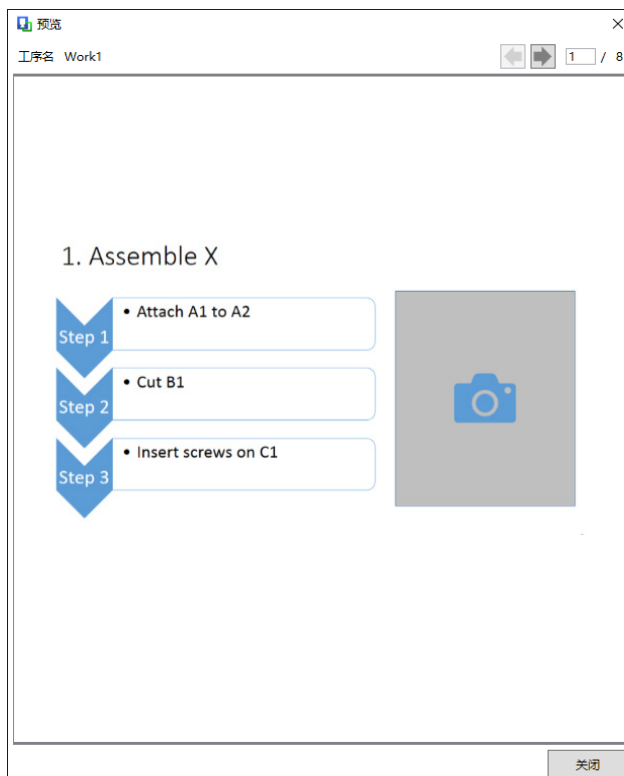 预览
工序名 Work1
1 / 8
1. Assemble X
Step 1
• Attach A1 to A2
Step 2
• Cut B1
Step 3
• Insert screws on C1
关闭